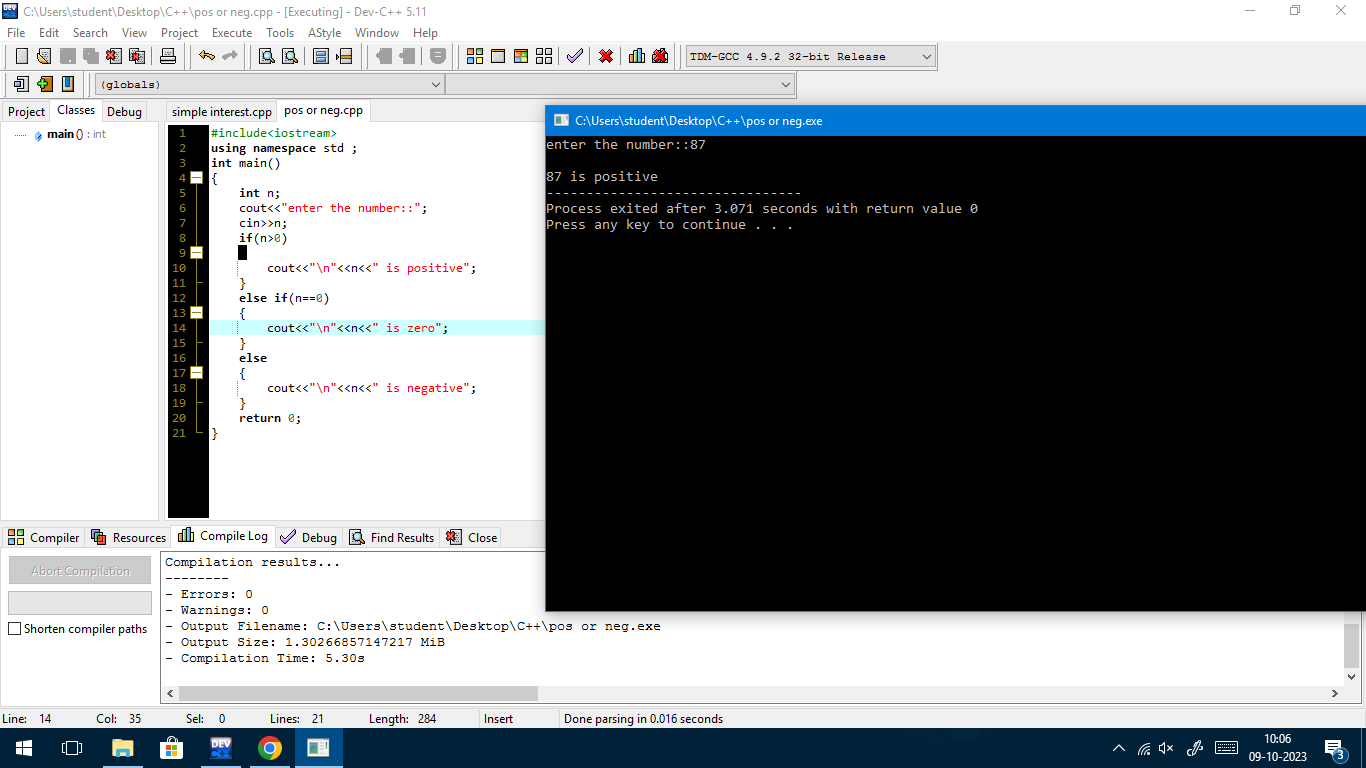 C:\Users\student\Desktop\C++\pos or neg.cpp - [Executing] - Dev-C++ 5.11
File Edit Search View Project Execute Tools AStyle Window Help
TDM-GCC 4.9.2 32-bit Release
(globals)
Project Classes Debug
main () : int
simple interest.cpp pos or neg.cpp
1 #include<iostream>
2 using namespace std ;
3 int main()
4 {
5 int n;
6 cout<<"enter the number::";
7 cin>>n;
8 if(n>0)
9
10 cout<<"\n"<<n<<" is positive";
11 }
12 else if(n==0)
13 {
14 cout<<"\n"<<n<<" is zero";
15 }
16 else
17 {
18 cout<<"\n"<<n<<" is negative";
19 }
20 return 0;
21 }
C:\Users\student\Desktop\C++\pos or neg.exe
enter the number::87
87 is positive
--------------------------------
Process exited after 3.071 seconds with return value 0
Press any key to continue . . .
Compiler Resources Compile Log Debug Find Results Close
Abort Compilation
Shorten compiler paths
Compilation results...
--------
- Errors: 0
- Warnings: 0
- Output Filename: C:\Users\student\Desktop\C++\pos or neg.exe
- Output Size: 1.30266857147217 MiB
- Compilation Time: 5.30s
Line: 14 Col: 35 Sel: 0 Lines: 21 Length: 284 Insert Done parsing in 0.016 seconds
DEV
10:06
09-10-2023
3